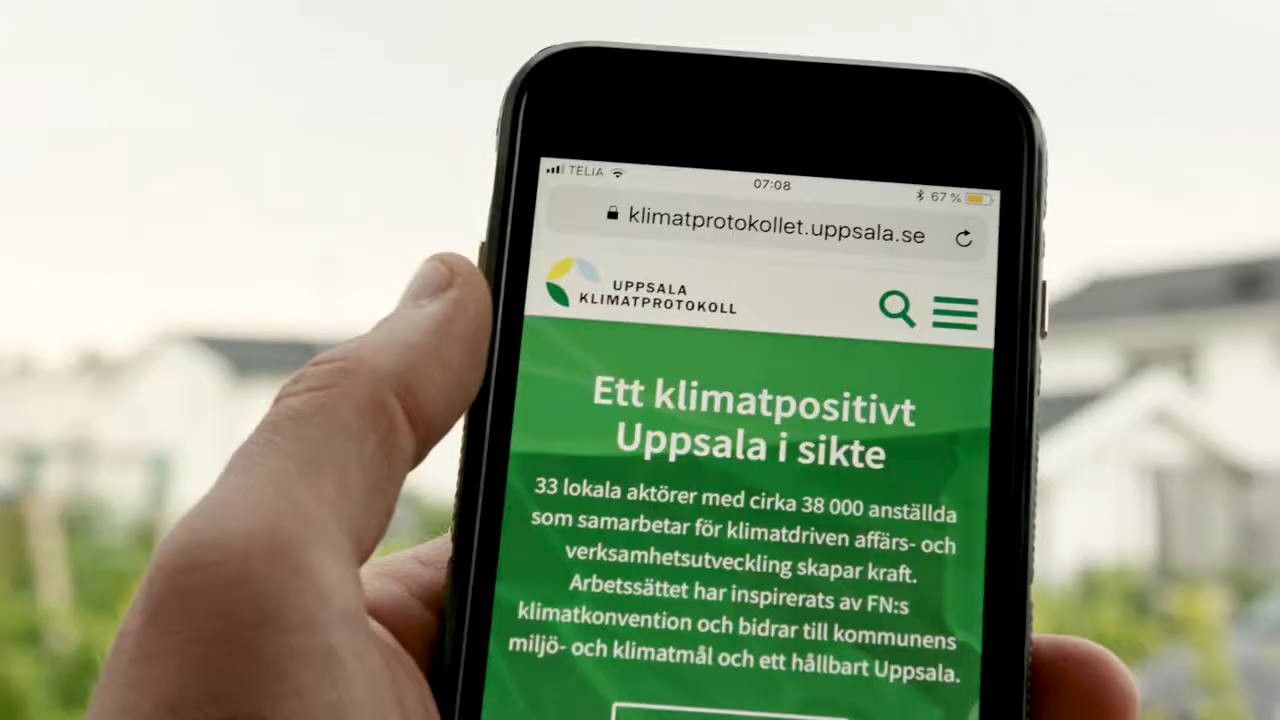 TELIA 07:08 67 %
klimatprotokollet.uppsala.se
UPPSALA
KLIMATPROTOKOLL
Ett klimatpositivt
Uppsala i sikte
33 lokala aktörer med cirka 38 000 anställda
som samarbetar för klimatdriven affärs- och
verksamhetsutveckling skapar kraft.
Arbetssättet har inspirerats av FN:s
klimatkonvention och bidrar till kommunens
miljö- och klimatmål och ett hållbart Uppsala.